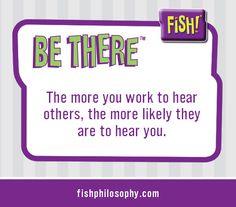 FISH!
BE THERE™
The more you work to hear
others, the more likely they
are to hear you.
fishphilosophy.com